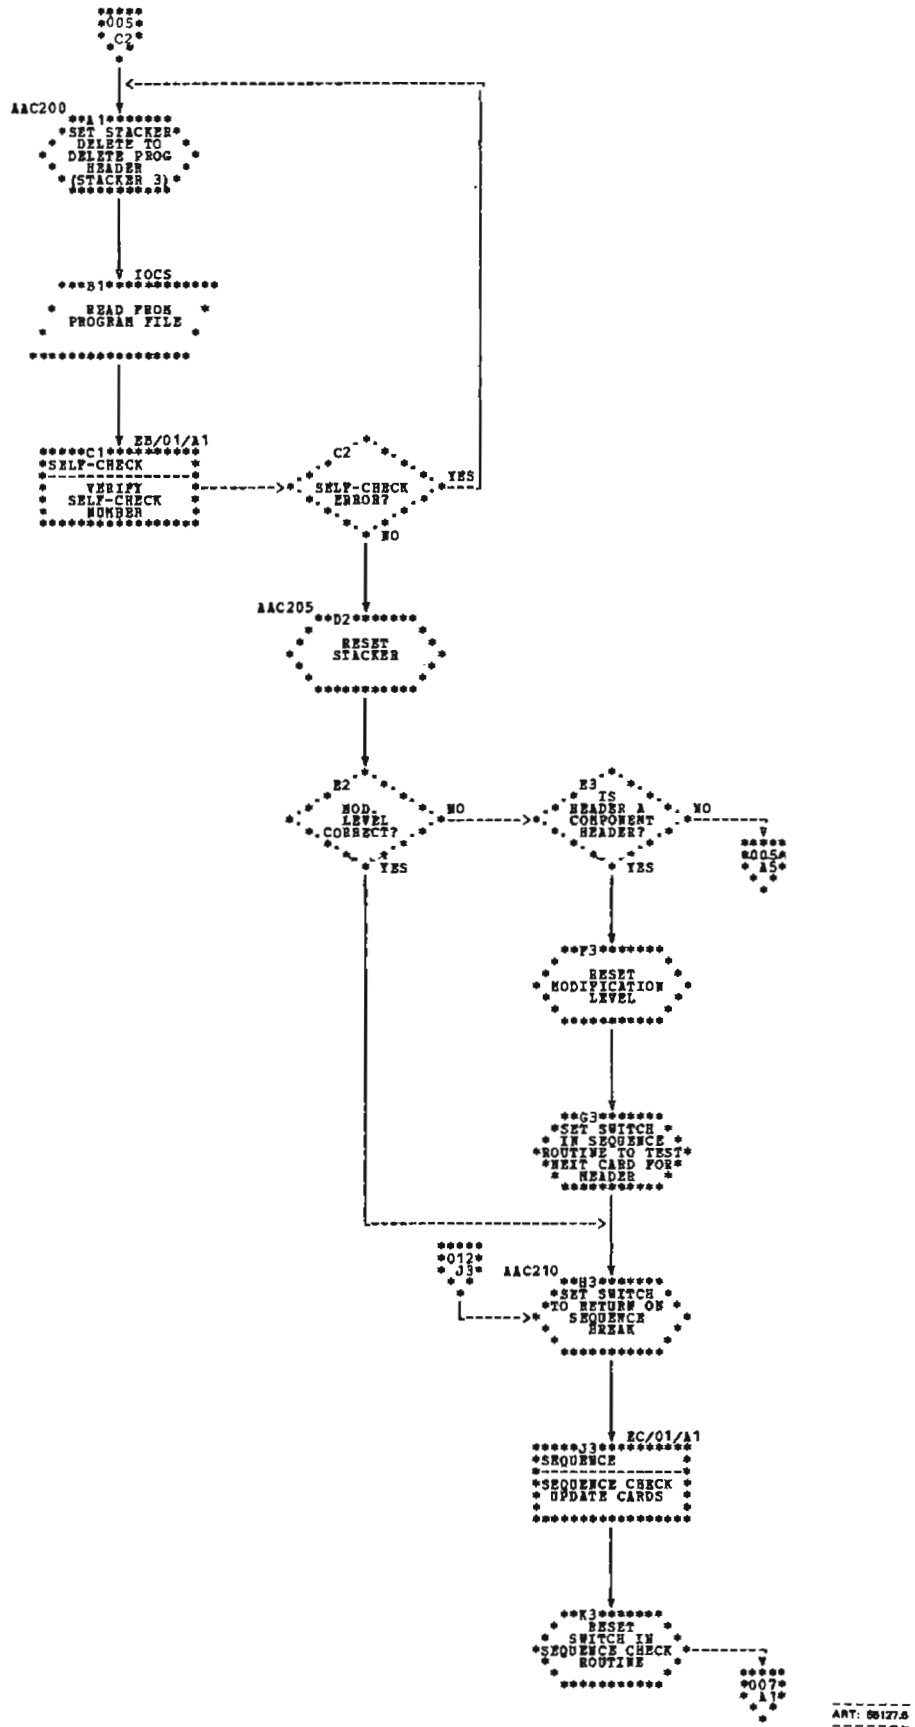 *****
*005*
* C2*
AAC200
**A1*******
*SET STACKER*
DELETE TO
DELETE PROG
HEADER
*(STACKER 3)*
***********
IOCS
***B1************
READ FROM
PROGRAM FILE
****************
EB/01/A1
*****C1**********
*SELF-CHECK
VERIFY
SELF-CHECK
NUMBER
*****************
C2
SELF-CHECK
ERROR?
YES
NO
AAC205
**D2*******
RESET
STACKER
***********
E2
MOD.
LEVEL
CORRECT?
NO
YES
E3
IS
HEADER A
COMPONENT
HEADER?
NO
YES
*****
*005*
* A5*
**F3*******
RESET
MODIFICATION
LEVEL
***********
**G3*******
*SET SWITCH *
IN SEQUENCE
*ROUTINE TO TEST*
*NEXT CARD FOR*
HEADER
***********
*****
*012*
* J3*
AAC210
**H3*******
*SET SWITCH *
*TO RETURN ON *
SEQUENCE
BREAK
***********
EC/01/A1
*****J3**********
*SEQUENCE
*SEQUENCE CHECK *
UPDATE CARDS
*****************
**K3*******
RESET
SWITCH IN
*SEQUENCE CHECK
ROUTINE
***********
*****
*007*
* A1*
ART: